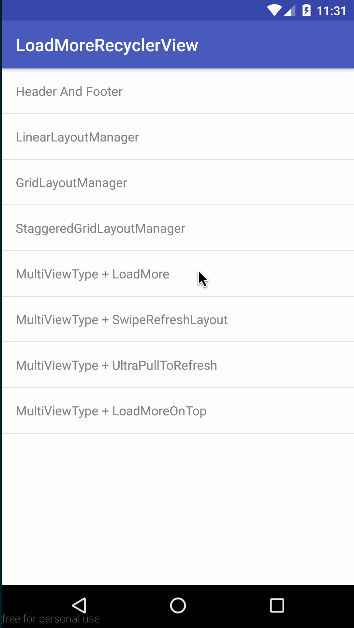 11:31
LoadMoreRecyclerView
Header And Footer
LinearLayoutManager
GridLayoutManager
StaggeredGridLayoutManager
MultiViewType + LoadMore
MultiViewType + SwipeRefreshLayout
MultiViewType + UltraPullToRefresh
MultiViewType + LoadMoreOnTop
free for personal use